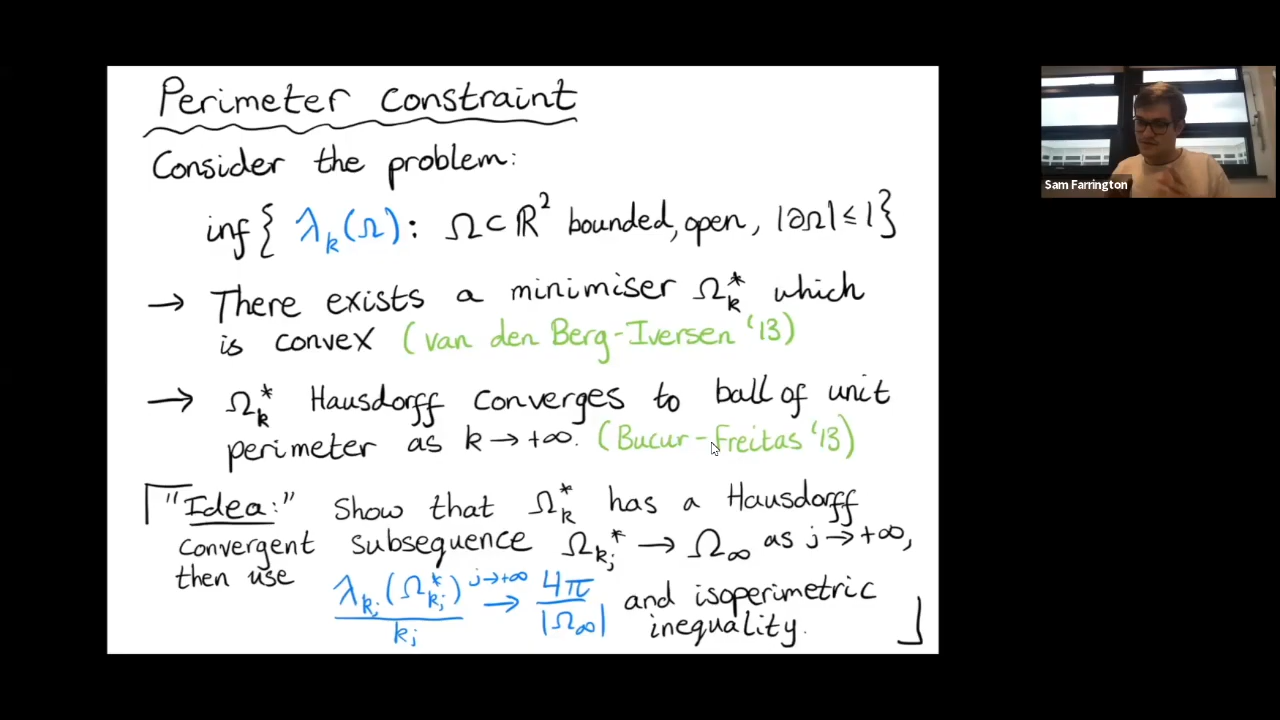 Perimeter constraint
Consider the problem:
inf{ λ_k(Ω): Ω⊂ℝ² bounded, open, |∂Ω| ≤ 1}
→ There exists a minimiser Ω_k^* which
is convex (van den Berg-Iversen '13)
→ Ω_k^* Hausdorff converges to ball of unit
perimeter as k → +∞. (Bucur-Freitas '13)
"Idea:" Show that Ω_k^* has a Hausdorff
convergent subsequence Ω_{k_j}^* → Ω_∞ as j → +∞,
then use λ_{k_j}(Ω_{k_j}^*)/k_j →^{j→+∞} 4π/|Ω_∞| and isoperimetric
inequality.
Sam Farrington